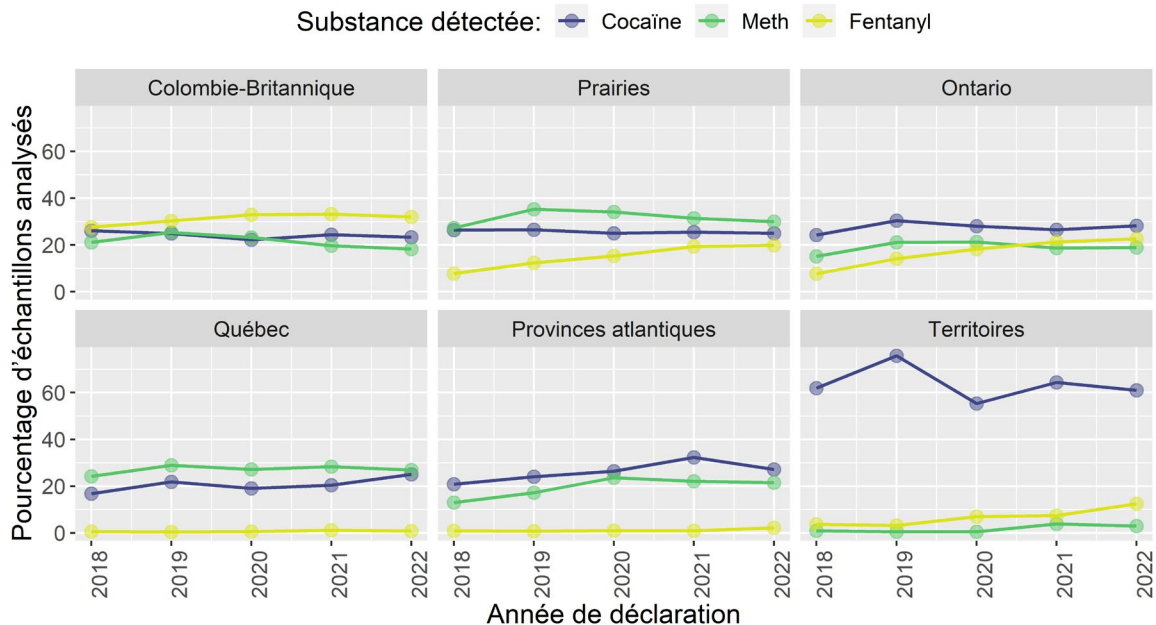 Substance détectée: Cocaïne Meth Fentanyl
Pourcentage d’échantillons analysés
Colombie-Britannique Prairies Ontario
60
40
20
0
Québec Provinces atlantiques Territoires
60
40
20
0
2018 2019 2020 2021 2022 2018 2019 2020 2021 2022 2018 2019 2020 2021 2022
Année de déclaration